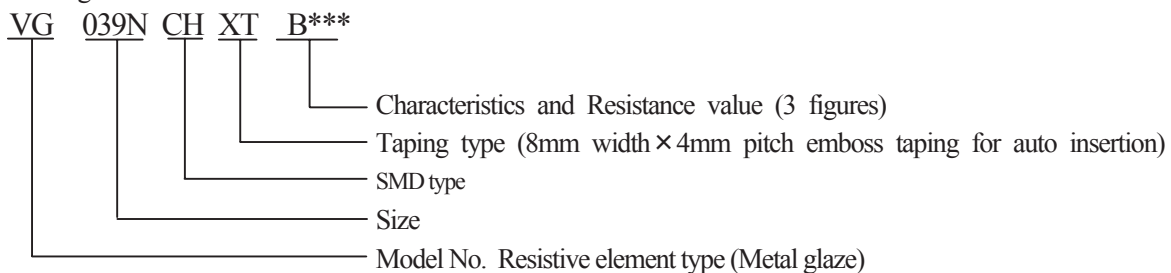 VG 039N CH XT B***
Characteristics and Resistance value (3 figures)
Taping type (8mm width×4mm pitch emboss taping for auto insertion)
SMD type
Size
Model No. Resistive element type (Metal glaze)